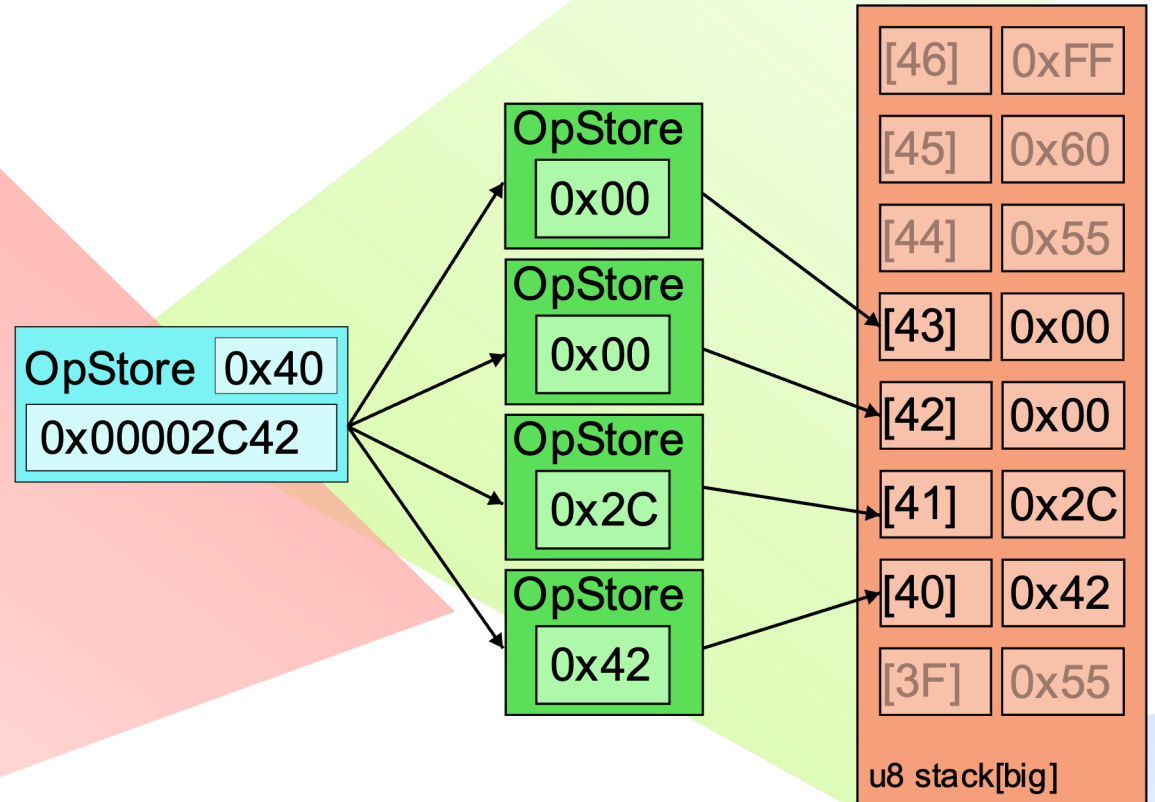 OpStore 0x40
0x00002C42
OpStore
0x00
OpStore
0x00
OpStore
0x2C
OpStore
0x42
[46] 0xFF
[45] 0x60
[44] 0x55
[43] 0x00
[42] 0x00
[41] 0x2C
[40] 0x42
[3F] 0x55
u8 stack[big]